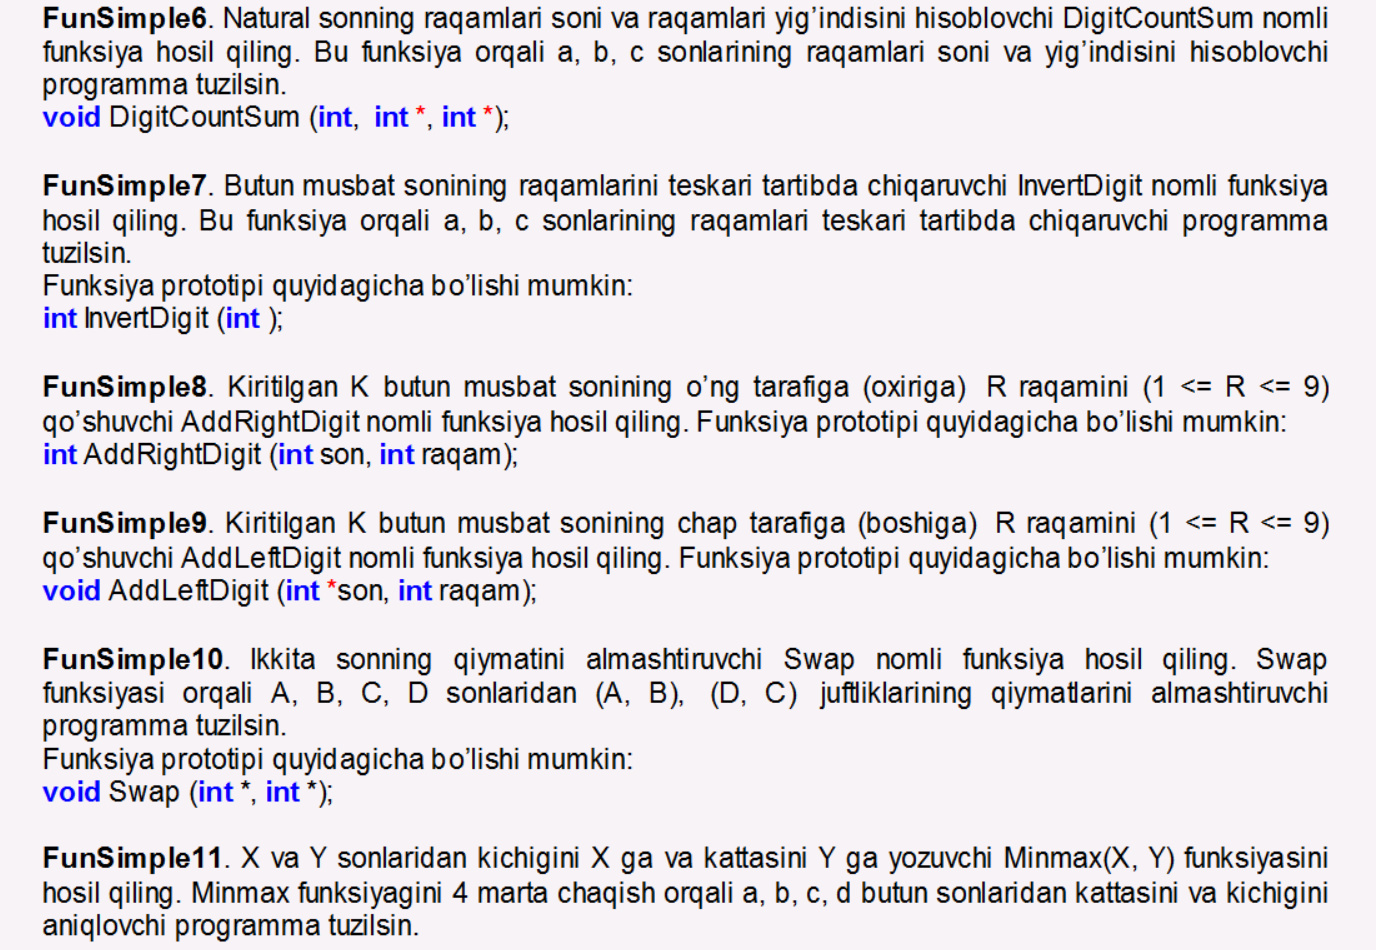 FunSimple6. Natural sonning raqamlari soni va raqamlari yig’indisini hisoblovchi DigitCountSum nomli
funksiya hosil qiling. Bu funksiya orqali a, b, c sonlarining raqamlari soni va yig’indisini hisoblovchi
programma tuzilsin.
void DigitCountSum (int, int *, int *);
FunSimple7. Butun musbat sonining raqamlarini teskari tartibda chiqaruvchi InvertDigit nomli funksiya
hosil qiling. Bu funksiya orqali a, b, c sonlarining raqamlari teskari tartibda chiqaruvchi programma
tuzilsin.
Funksiya prototipi quyidagicha bo’lishi mumkin:
int InvertDigit (int );
FunSimple8. Kiritilgan K butun musbat sonining o’ng tarafiga (oxiriga) R raqamini (1 <= R <= 9)
qo’shuvchi AddRightDigit nomli funksiya hosil qiling. Funksiya prototipi quyidagicha bo’lishi mumkin:
int AddRightDigit (int son, int raqam);
FunSimple9. Kiritilgan K butun musbat sonining chap tarafiga (boshiga) R raqamini (1 <= R <= 9)
qo’shuvchi AddLeftDigit nomli funksiya hosil qiling. Funksiya prototipi quyidagicha bo’lishi mumkin:
void AddLeftDigit (int *son, int raqam);
FunSimple10. Ikkita sonning qiymatini almashtiruvchi Swap nomli funksiya hosil qiling. Swap
funksiyasi orqali A, B, C, D sonlaridan (A, B), (D, C) juftliklarining qiymatlarini almashtiruvchi
programma tuzilsin.
Funksiya prototipi quyidagicha bo’lishi mumkin:
void Swap (int *, int *);
FunSimple11. X va Y sonlaridan kichigini X ga va kattasini Y ga yozuvchi Minmax(X, Y) funksiyasini
hosil qiling. Minmax funksiyagini 4 marta chaqish orqali a, b, c, d butun sonlaridan kattasini va kichigini
aniqlovchi programma tuzilsin.